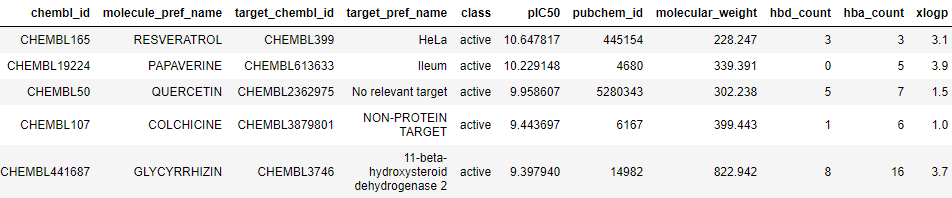 chembl_id molecule_pref_name target_chembl_id target_pref_name class pIC50 pubchem_id molecular_weight hbd_count hba_count xlogp
CHEMBL165 RESVERATROL CHEMBL399 HeLa active 10.647817 445154 228.247 3 3 3.1
CHEMBL19224 PAPAVERINE CHEMBL613633 Ileum active 10.229148 4680 339.391 0 5 3.9
CHEMBL50 QUERCETIN CHEMBL2362975 No relevant target active 9.958607 5280343 302.238 5 7 1.5
NON-PROTEIN
CHEMBL107 COLCHICINE CHEMBL3879801 active 9.443697 6167 399.443 1 6 1.0
TARGET
11-beta-
CHEMBL441687 GLYCYRRHIZIN CHEMBL3746 hydroxysteroid active 9.397940 14982 822.942 8 16 3.7
dehydrogenase 2